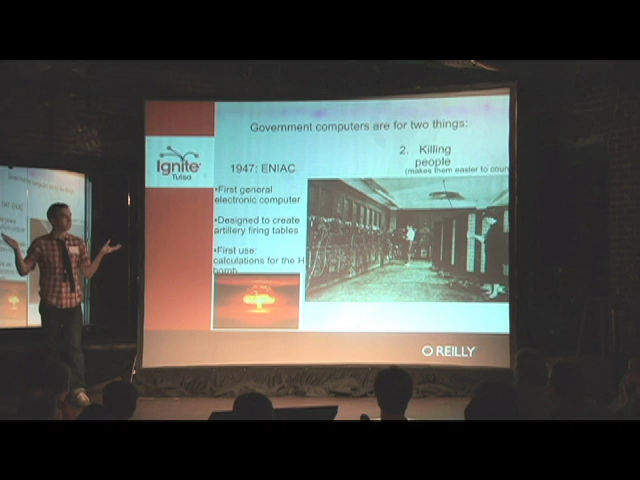 Government computers are for two things:
Ignite
Tulsa
1947: ENIAC
•First general
electronic computer
•Designed to create
artillery firing tables
•First use:
calculations for the H
bomb
2. Killing
people
(makes them easier to coun
O REILLY